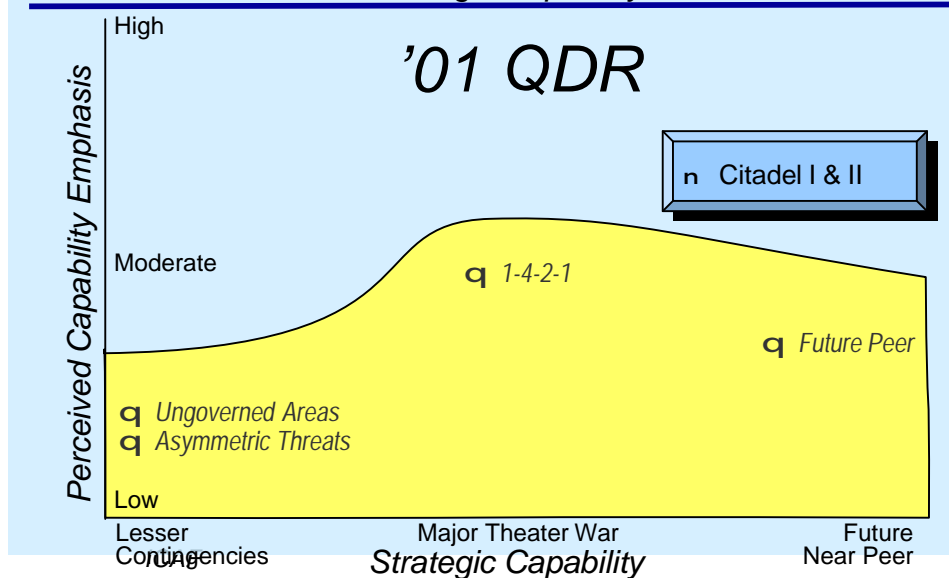 High
'01 QDR
Perceived Capability Emphasis
n Citadel I & II
Moderate
q 1-4-2-1
q Future Peer
q Ungoverned Areas
q Asymmetric Threats
Low
Lesser
Contingencies
Major Theater War
Future
Near Peer
ICAF
Strategic Capability